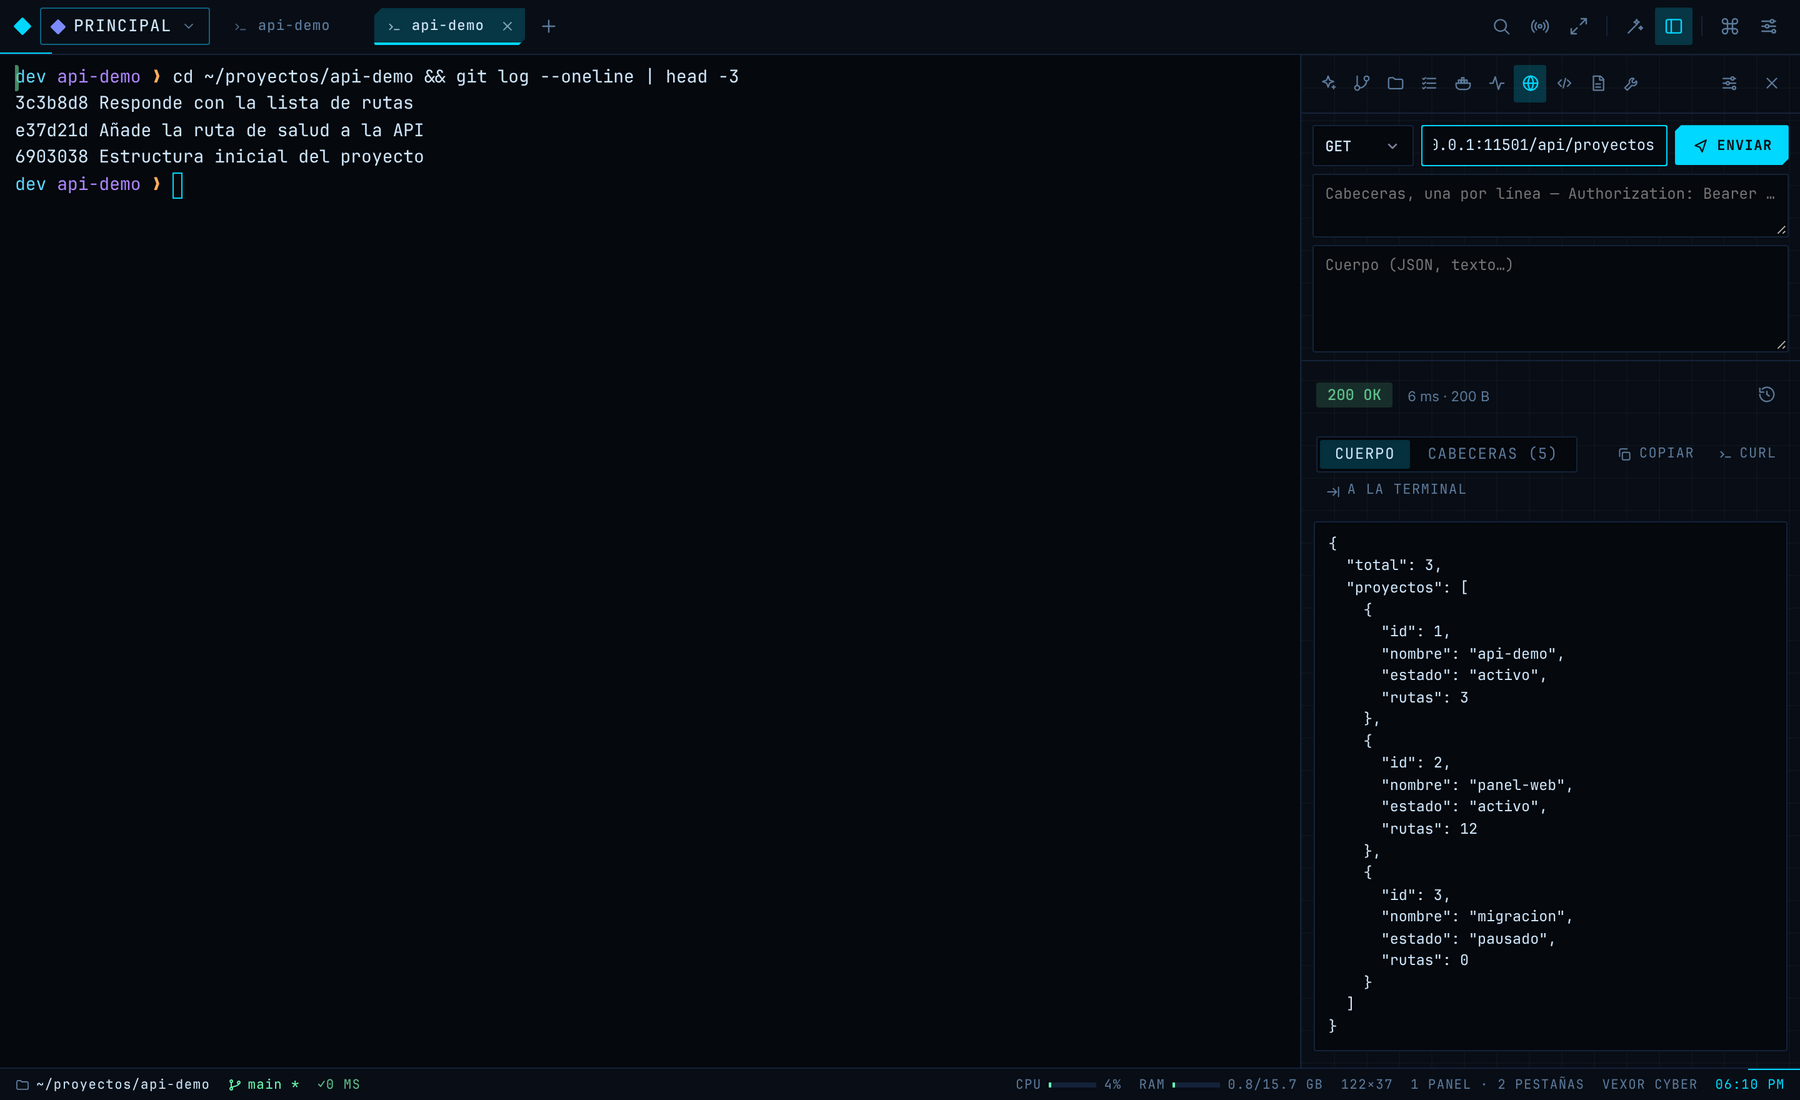 PRINCIPAL
api-demo
api-demo
dev api-demo ❯ cd ~/proyectos/api-demo && git log --oneline | head -3
3c3b8d8 Responde con la lista de rutas
e37d21d Añade la ruta de salud a la API
6903038 Estructura inicial del proyecto
dev api-demo ❯
GET
0.0.1:11501/api/proyectos
ENVIAR
Cabeceras, una por línea — Authorization: Bearer …
Cuerpo (JSON, texto…)
200 OK
6 ms · 200 B
CUERPO
CABECERAS (5)
COPIAR
CURL
A LA TERMINAL
{
"total": 3,
"proyectos": [
{
"id": 1,
"nombre": "api-demo",
"estado": "activo",
"rutas": 3
},
{
"id": 2,
"nombre": "panel-web",
"estado": "activo",
"rutas": 12
},
{
"id": 3,
"nombre": "migracion",
"estado": "pausado",
"rutas": 0
}
]
}
~/proyectos/api-demo
main *
✓0 MS
CPU 4%
RAM 0.8/15.7 GB
122×37
1 PANEL · 2 PESTAÑAS
VEXOR CYBER
06:10 PM